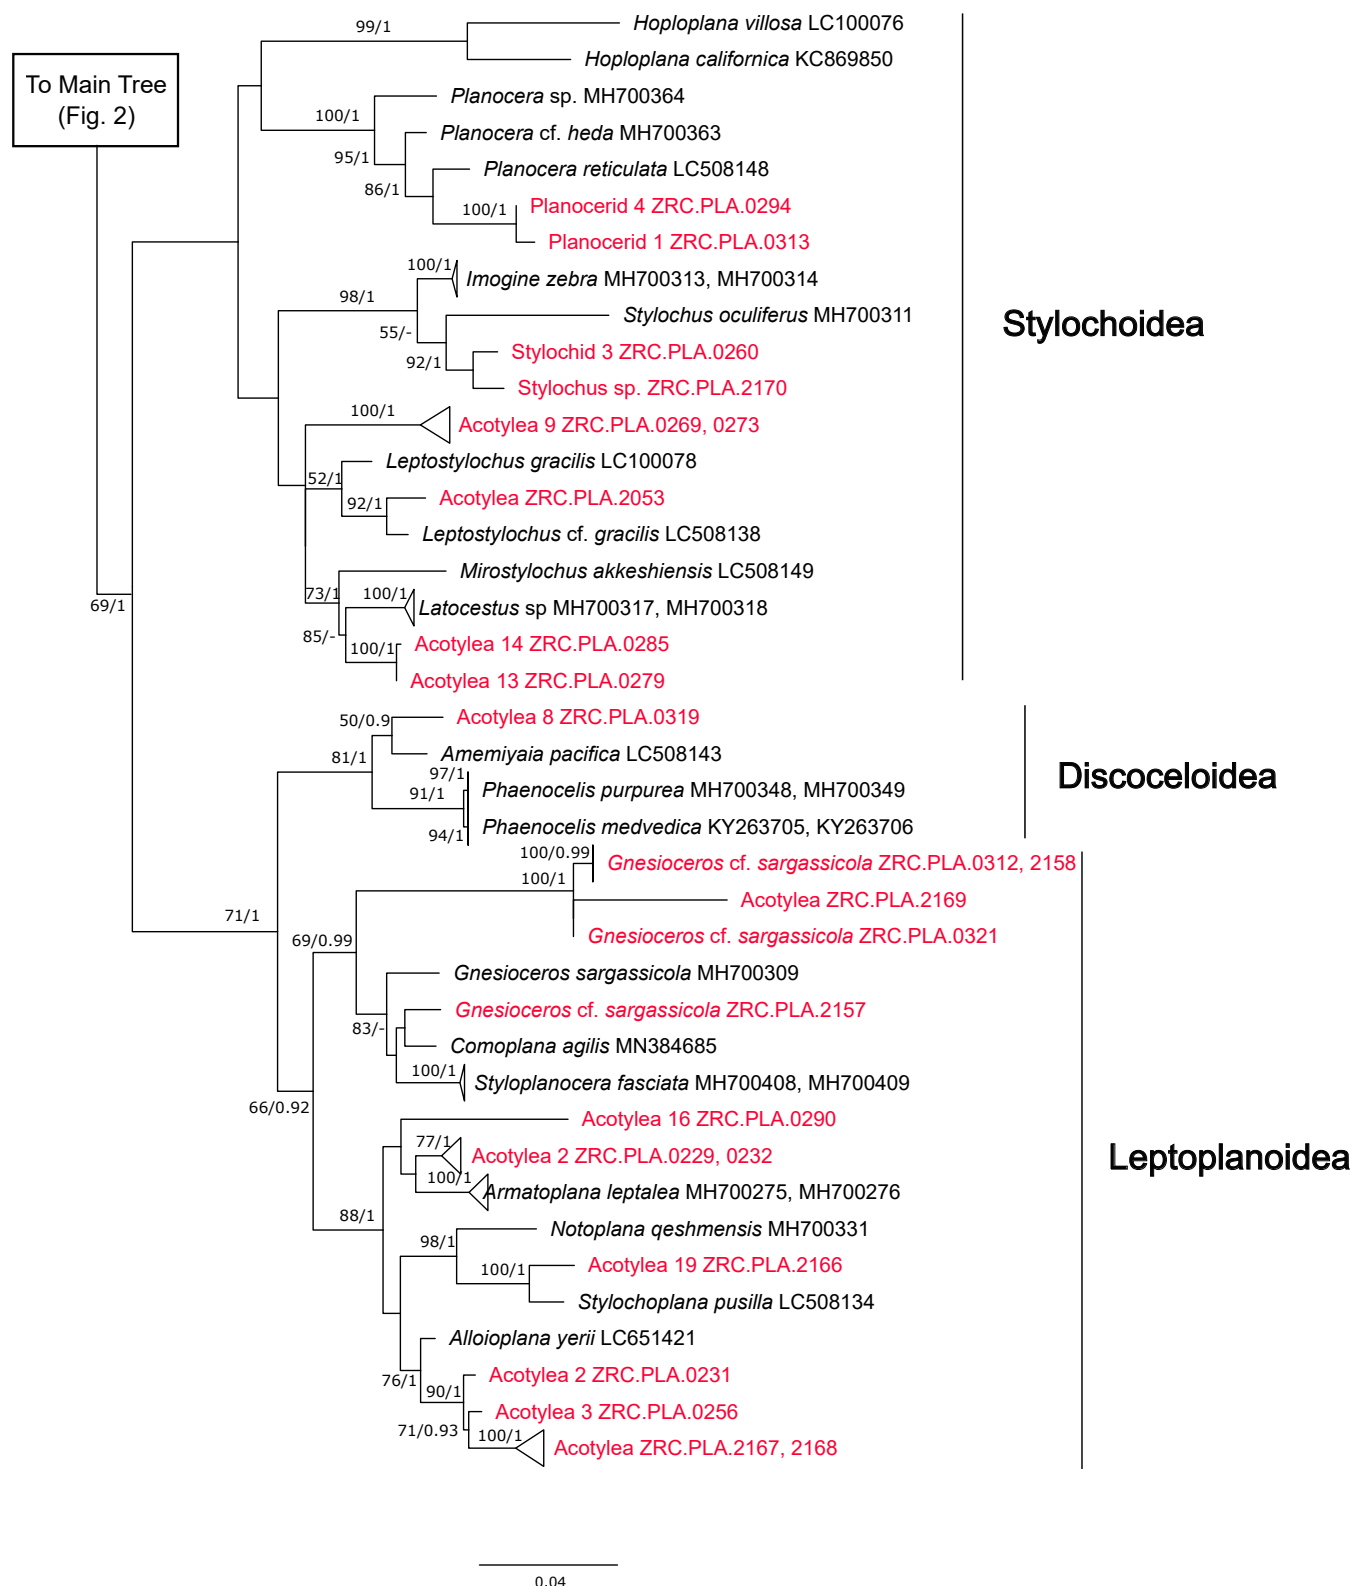 99/1
Hoploplana villosa LC100076
Hoploplana californica KC869850
To Main Tree
(Fig. 2)
Planocera sp. MH700364
100/1
Planocera cf. heda MH700363
95/1
Planocera reticulata LC508148
86/1
100/1
Planocerid 4 ZRC.PLA.0294
Planocerid 1 ZRC.PLA.0313
100/1
Imogine zebra MH700313, MH700314
98/1
Stylochus oculiferus MH700311
Stylochoidea
55/-
Stylochid 3 ZRC.PLA.0260
92/1
Stylochus sp. ZRC.PLA.2170
100/1
Acotylea 9 ZRC.PLA.0269, 0273
Leptostylochus gracilis LC100078
52/1
Acotylea ZRC.PLA.2053
92/1
Leptostylochus cf. gracilis LC508138
Mirostylochus akkeshiensis LC508149
73/1
100/1
Latocestus sp MH700317, MH700318
69/1
85/-
Acotylea 14 ZRC.PLA.0285
100/1
Acotylea 13 ZRC.PLA.0279
50/0.9
Acotylea 8 ZRC.PLA.0319
81/1
Amemiyaia pacifica LC508143
97/1
Discoceloidea
91/1
Phaenocelis purpurea MH700348, MH700349
94/1
Phaenocelis medvedica KY263705, KY263706
100/0.99
Gnesioceros cf. sargassicola ZRC.PLA.0312, 2158
100/1
Acotylea ZRC.PLA.2169
71/1
69/0.99
Gnesioceros cf. sargassicola ZRC.PLA.0321
Gnesioceros sargassicola MH700309
Gnesioceros cf. sargassicola ZRC.PLA.2157
83/-
Comoplana agilis MN384685
100/1
Styloplanocera fasciata MH700408, MH700409
66/0.92
Acotylea 16 ZRC.PLA.0290
77/1
Acotylea 2 ZRC.PLA.0229, 0232
Leptoplanoidea
100/1
Armatoplana leptalea MH700275, MH700276
88/1
Notoplana qeshmensis MH700331
98/1
100/1
Acotylea 19 ZRC.PLA.2166
Stylochoplana pusilla LC508134
Alloioplana yerii LC651421
76/1
Acotylea 2 ZRC.PLA.0231
90/1
Acotylea 3 ZRC.PLA.0256
71/0.93
100/1
Acotylea ZRC.PLA.2167, 2168
0.04